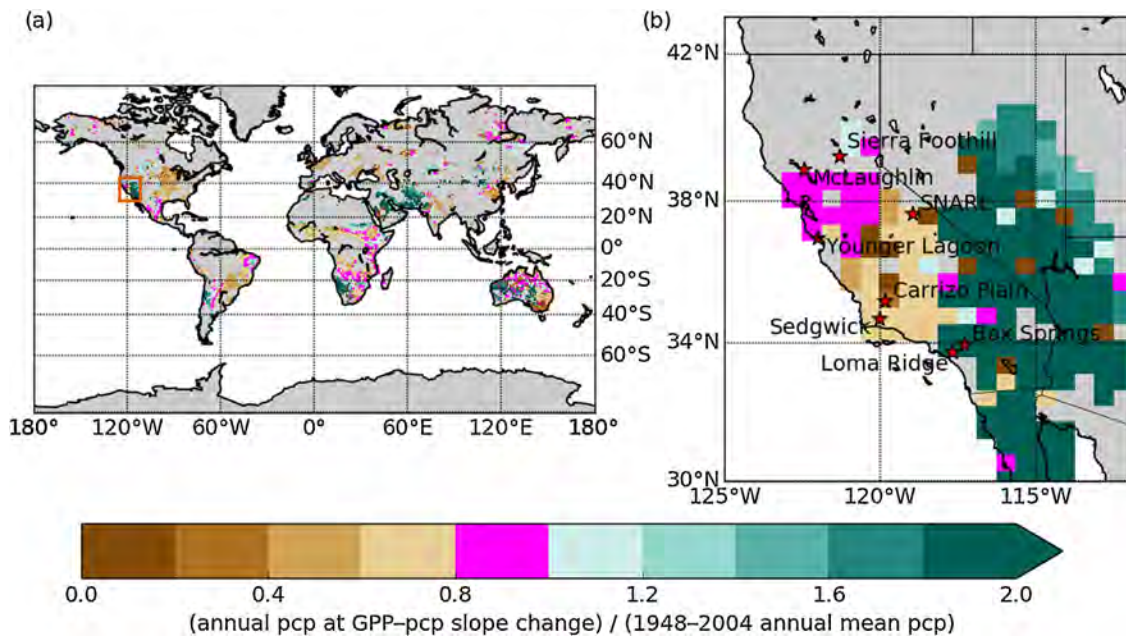 (a)
60°N
40°N
20°N
0°
20°S
40°S
60°S
180° 120°W 60°W 0° 60°E 120°E 180°
(b)
42°N
38°N
34°N
30°N
Sierra Foothill
McLaughlin
SNARL
Younger Lagoon
Carrizo Plain
Sedgwick
Box Springs
Loma Ridge
125°W 120°W 115°W
0.0 0.4 0.8 1.2 1.6 2.0
(annual pcp at GPP–pcp slope change) / (1948–2004 annual mean pcp)